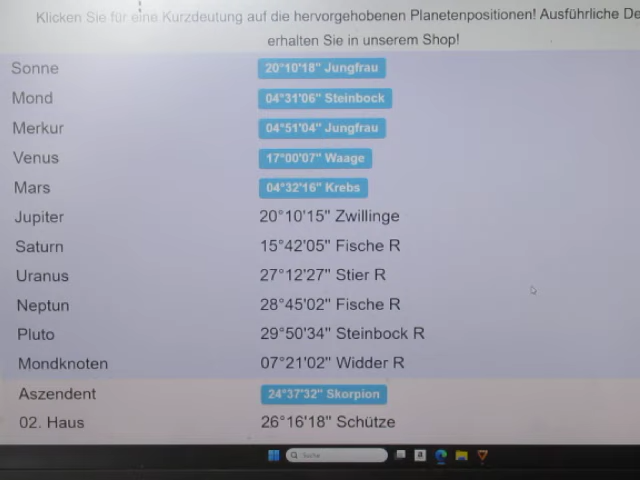 Klicken Sie für eine Kurzdeutung auf die hervorgehobenen Planetenpositionen! Ausführliche De
erhalten Sie in unserem Shop!
Sonne 20°10'18" Jungfrau
Mond 04°31'06" Steinbock
Merkur 04°51'04" Jungfrau
Venus 17°00'07" Waage
Mars 04°32'16" Krebs
Jupiter 20°10'15" Zwillinge
Saturn 15°42'05" Fische R
Uranus 27°12'27" Stier R
Neptun 28°45'02" Fische R
Pluto 29°50'34" Steinbock R
Mondknoten 07°21'02" Widder R
Aszendent 24°37'32" Skorpion
02. Haus 26°16'18" Schütze
Suche